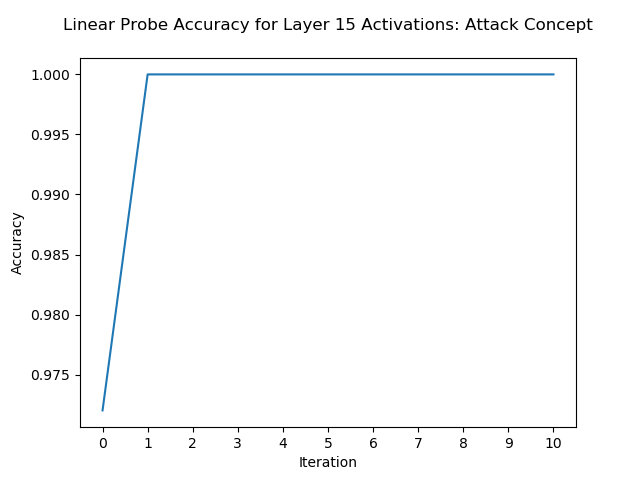 Linear Probe Accuracy for Layer 15 Activations: Attack Concept
1.000
0.995
0.990
0.985
0.980
0.975
Accuracy
0 1 2 3 4 5 6 7 8 9 10
Iteration